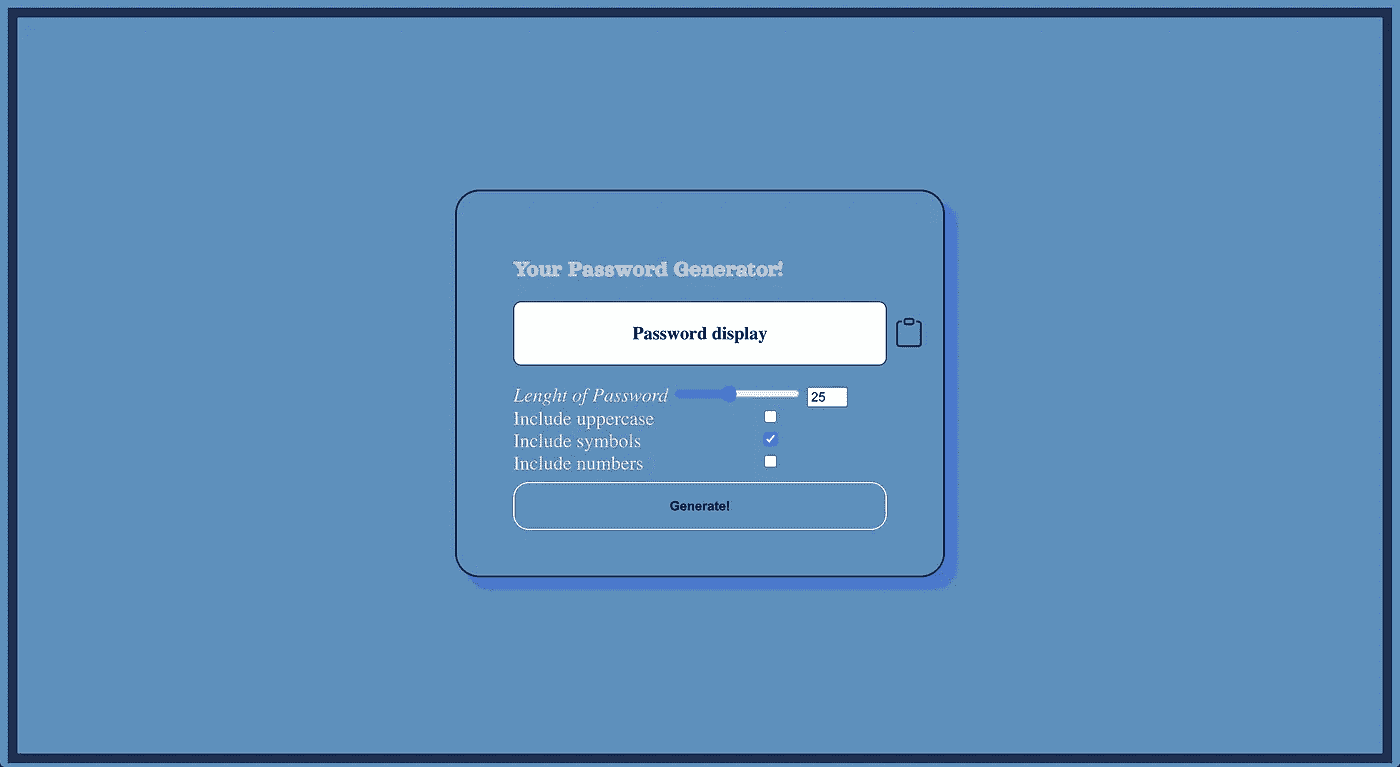 Your Password Generator!
Password display
Lenght of Password 25
Include uppercase
Include symbols
Include numbers
Generate!